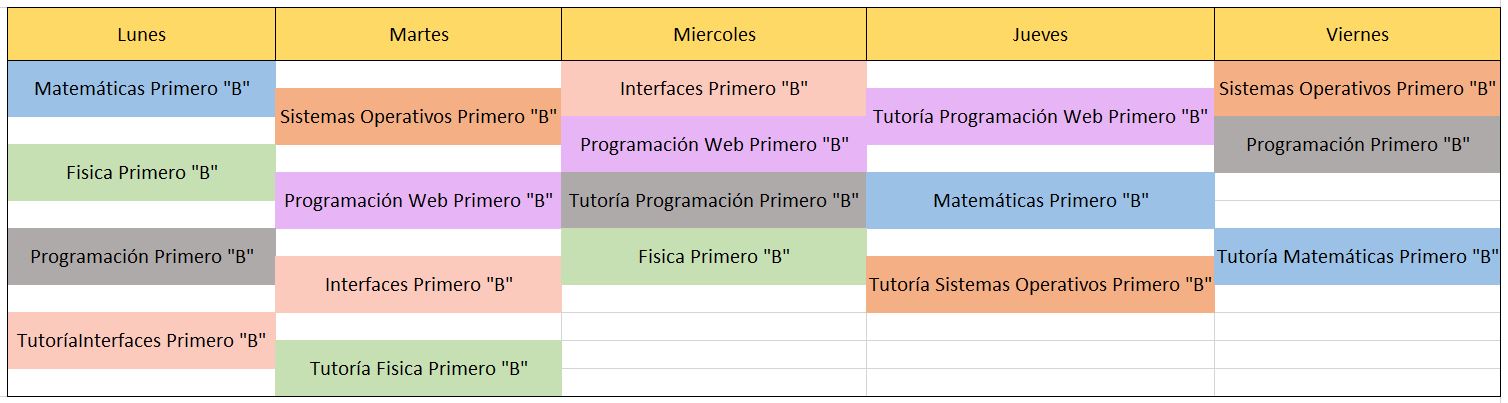 Lunes Martes Miercoles Jueves Viernes
Matemáticas Primero "B" Interfaces Primero "B" Sistemas Operativos Primero "B"
Sistemas Operativos Primero "B" Tutoría Programación Web Primero "B"
Programación Web Primero "B" Programación Primero "B"
Fisica Primero "B"
Programación Web Primero "B" Tutoría Programación Primero "B" Matemáticas Primero "B"
Programación Primero "B" Fisica Primero "B" Tutoría Matemáticas Primero "B"
Interfaces Primero "B" Tutoría Sistemas Operativos Primero "B"
TutoríaInterfaces Primero "B"
Tutoría Fisica Primero "B"